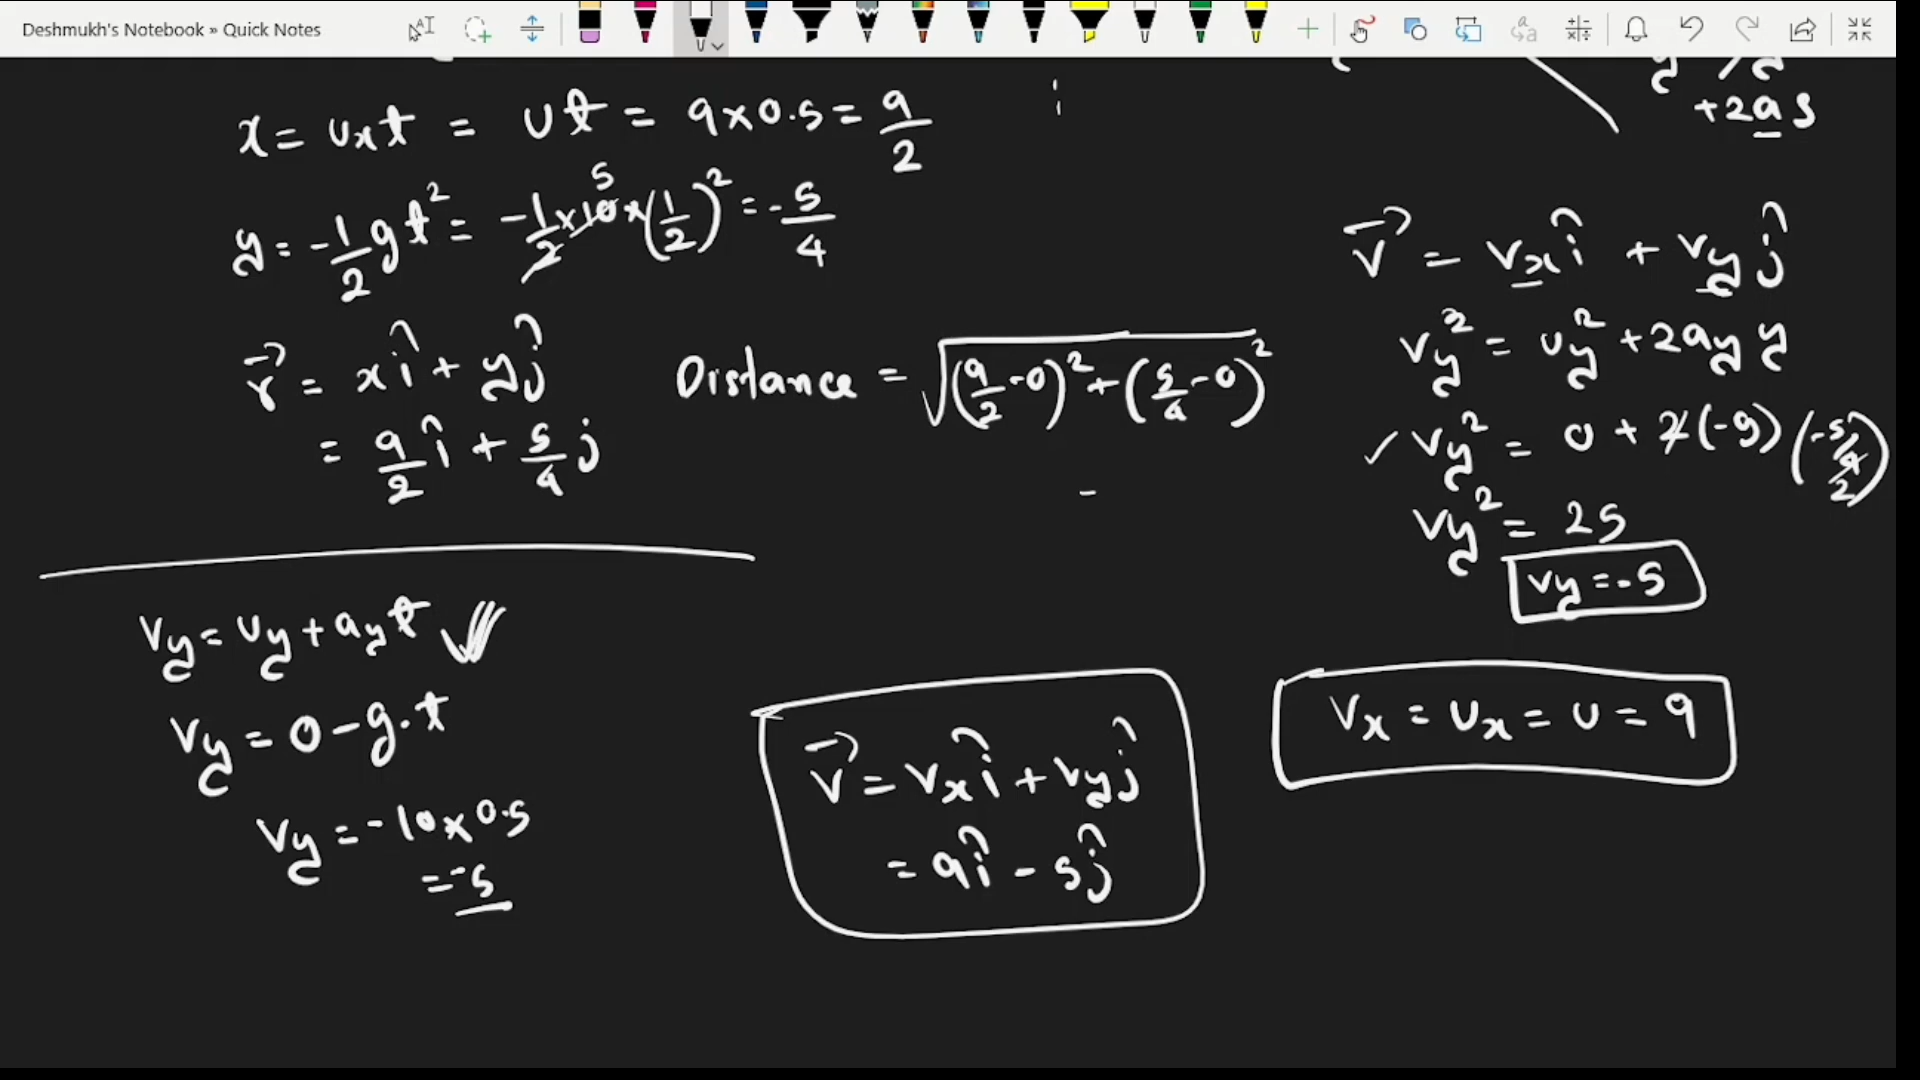 Deshmukh's Notebook » Quick Notes
x = uxt = ut = 9×0.5 = 9/2
y = -1/2 gt² = -1/2 × 10 × (1/2)² = -5/4
5
r⃗ = xî + yĵ
= 9/2 î + 5/4 j
Distance = √((9/2 - 0)² + (5/4 - 0)²)
=
i
+2as
v⃗ = vxî + vyĵ
vy² = uy² + 2ay y
✓ vy² = 0 + 2(-g)(-5/4)
2
vy² = 25
vy = -5
vy = uy + ayt
vy = 0 - g.t
vy = -10×0.5
= -5
v⃗ = vxî + vyĵ
= 9î - 5ĵ
Vx = Ux = U = 9